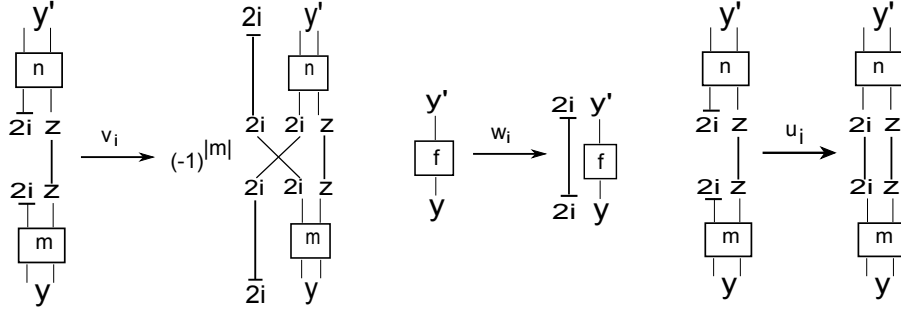 y'
n
2i z
2i z
m
y
v_i
(-1)^|m|
2i
n
2i 2i z
2i 2i z
m
2i y
y'
f
y
w_i
2i y'
f
2i y
y'
n
2i z
2i z
m
y
u_i
y'
n
2i z
2i z
m
y